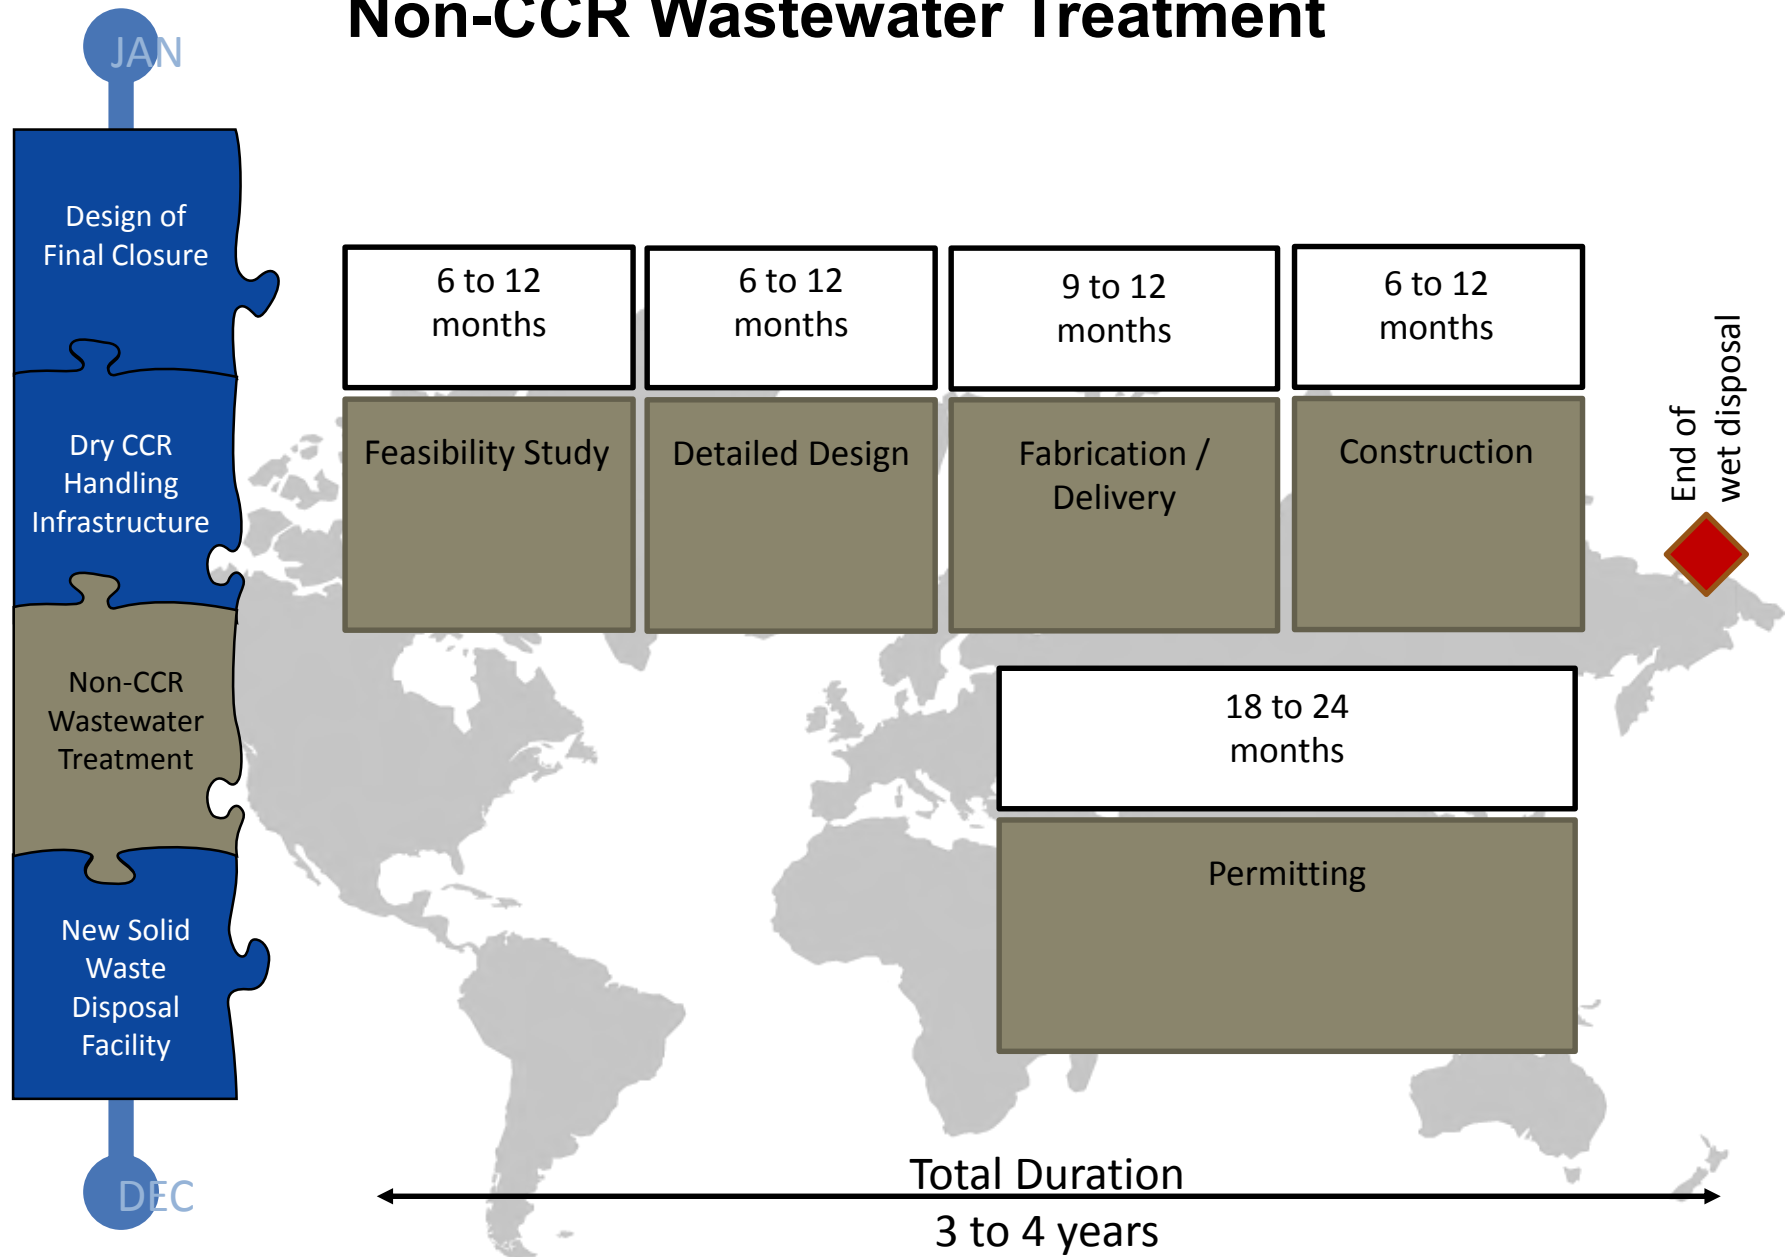 Non-CCR Wastewater Treatment
JAN
Design of
Final Closure
Dry CCR
Handling
Infrastructure
Non-CCR
Wastewater
Treatment
New Solid
Waste
Disposal
Facility
DEC
6 to 12
months
6 to 12
months
9 to 12
months
6 to 12
months
Feasibility Study
Detailed Design
Fabrication /
Delivery
Construction
End of
wet disposal
18 to 24
months
Permitting
Total Duration
3 to 4 years